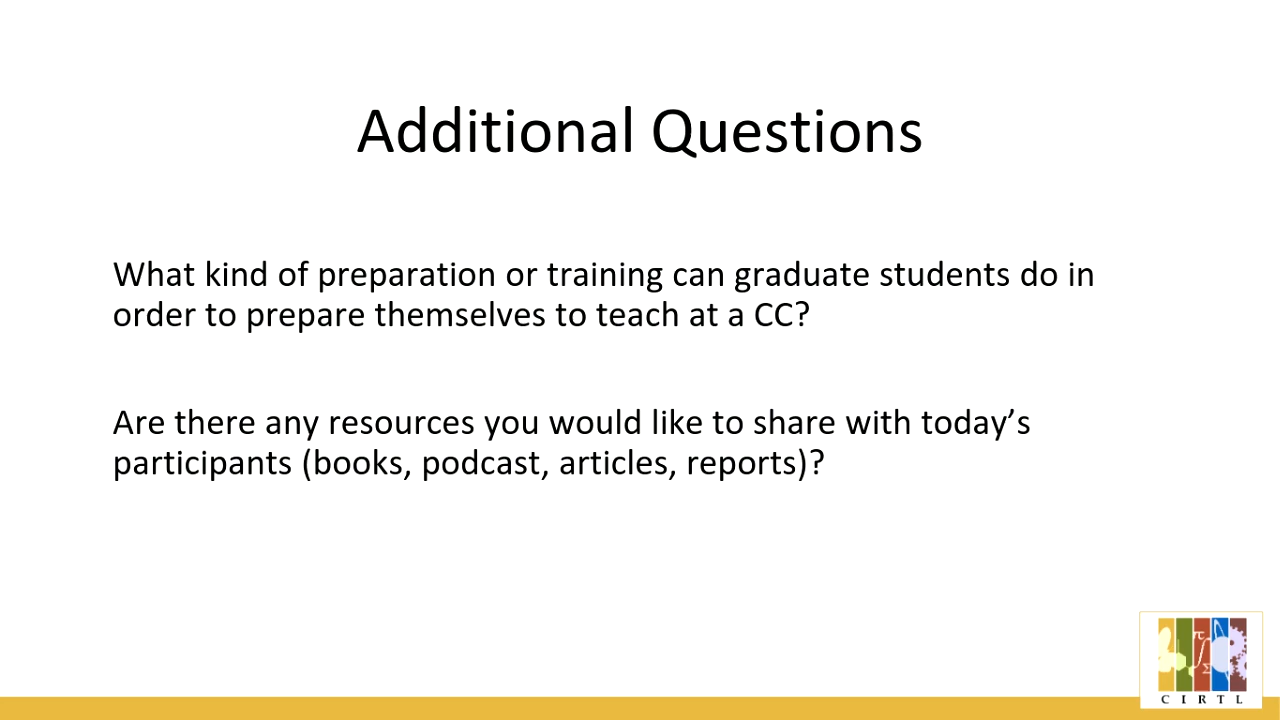 Additional Questions
What kind of preparation or training can graduate students do in
order to prepare themselves to teach at a CC?
Are there any resources you would like to share with today’s
participants (books, podcast, articles, reports)?
π
Σ
C I R T L